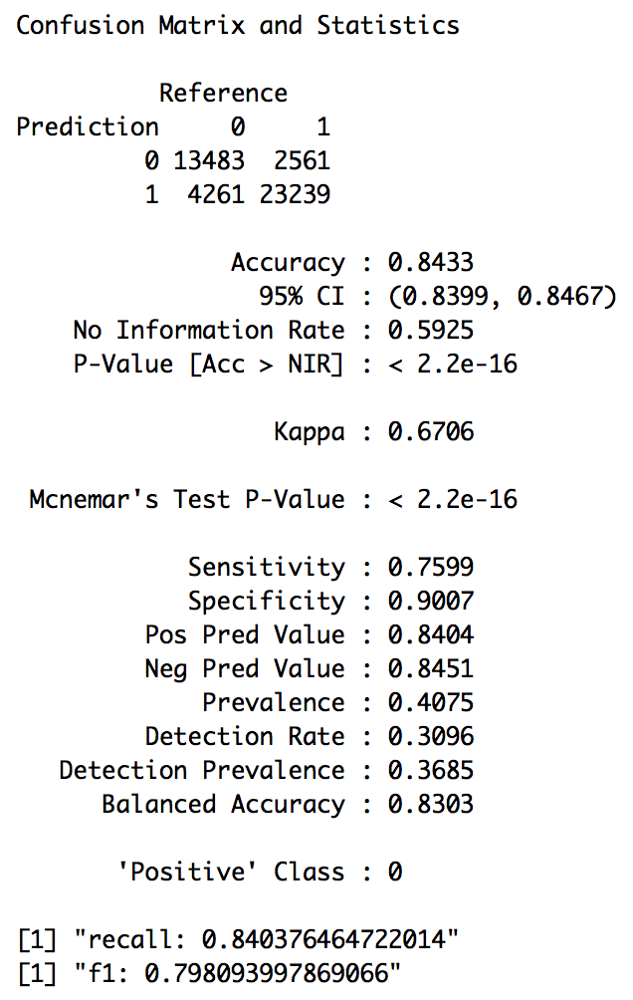 Confusion Matrix and Statistics
Reference
Prediction 0 1
0 13483 2561
1 4261 23239
Accuracy : 0.8433
95% CI : (0.8399, 0.8467)
No Information Rate : 0.5925
P-Value [Acc > NIR] : < 2.2e-16
Kappa : 0.6706
Mcnemar's Test P-Value : < 2.2e-16
Sensitivity : 0.7599
Specificity : 0.9007
Pos Pred Value : 0.8404
Neg Pred Value : 0.8451
Prevalence : 0.4075
Detection Rate : 0.3096
Detection Prevalence : 0.3685
Balanced Accuracy : 0.8303
'Positive' Class : 0
[1] "recall: 0.840376464722014"
[1] "f1: 0.798093997869066"